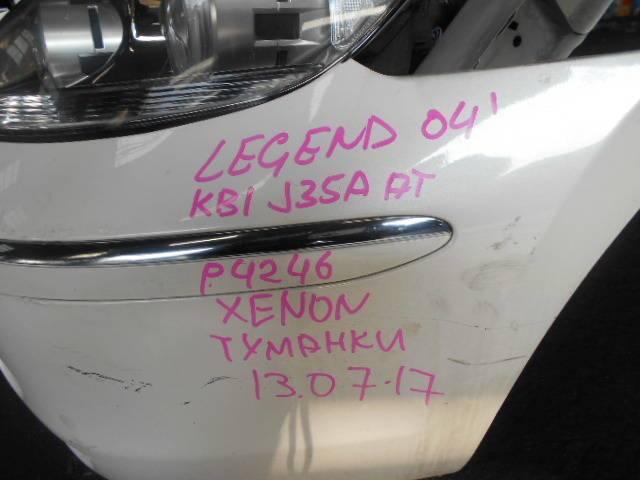 LEGEND 04'
KB1 J35A AT
P4246
XENON
ТУМАНКИ
13.07.17